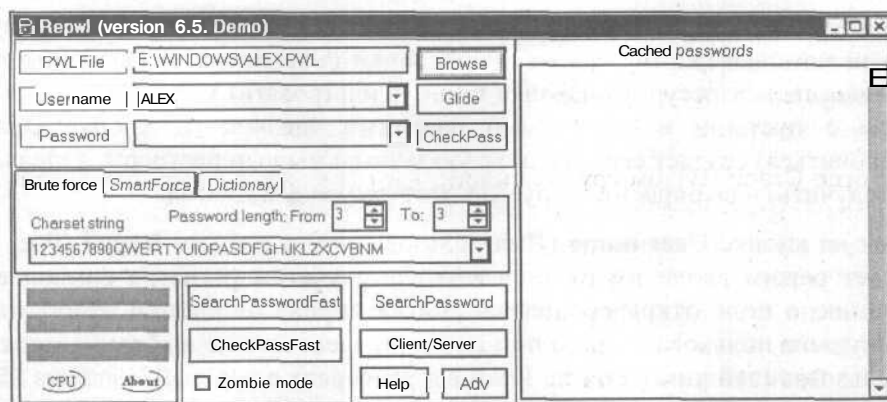 Repwl (version 6.5. Demo)
PWL File E:\WINDOWS\ALEX.PWL Browse
Username ALEX Glide
Password CheckPass
Cached passwords
E
Brute force SmartForce Dictionary
Charset string Password length: From 3 To: 3
1234567890QWERTYUIOPASDFGHJKLZXCVBNM
SearchPasswordFast SearchPassword
CheckPassFast Client/Server
CPU About Zombie mode Help Adv